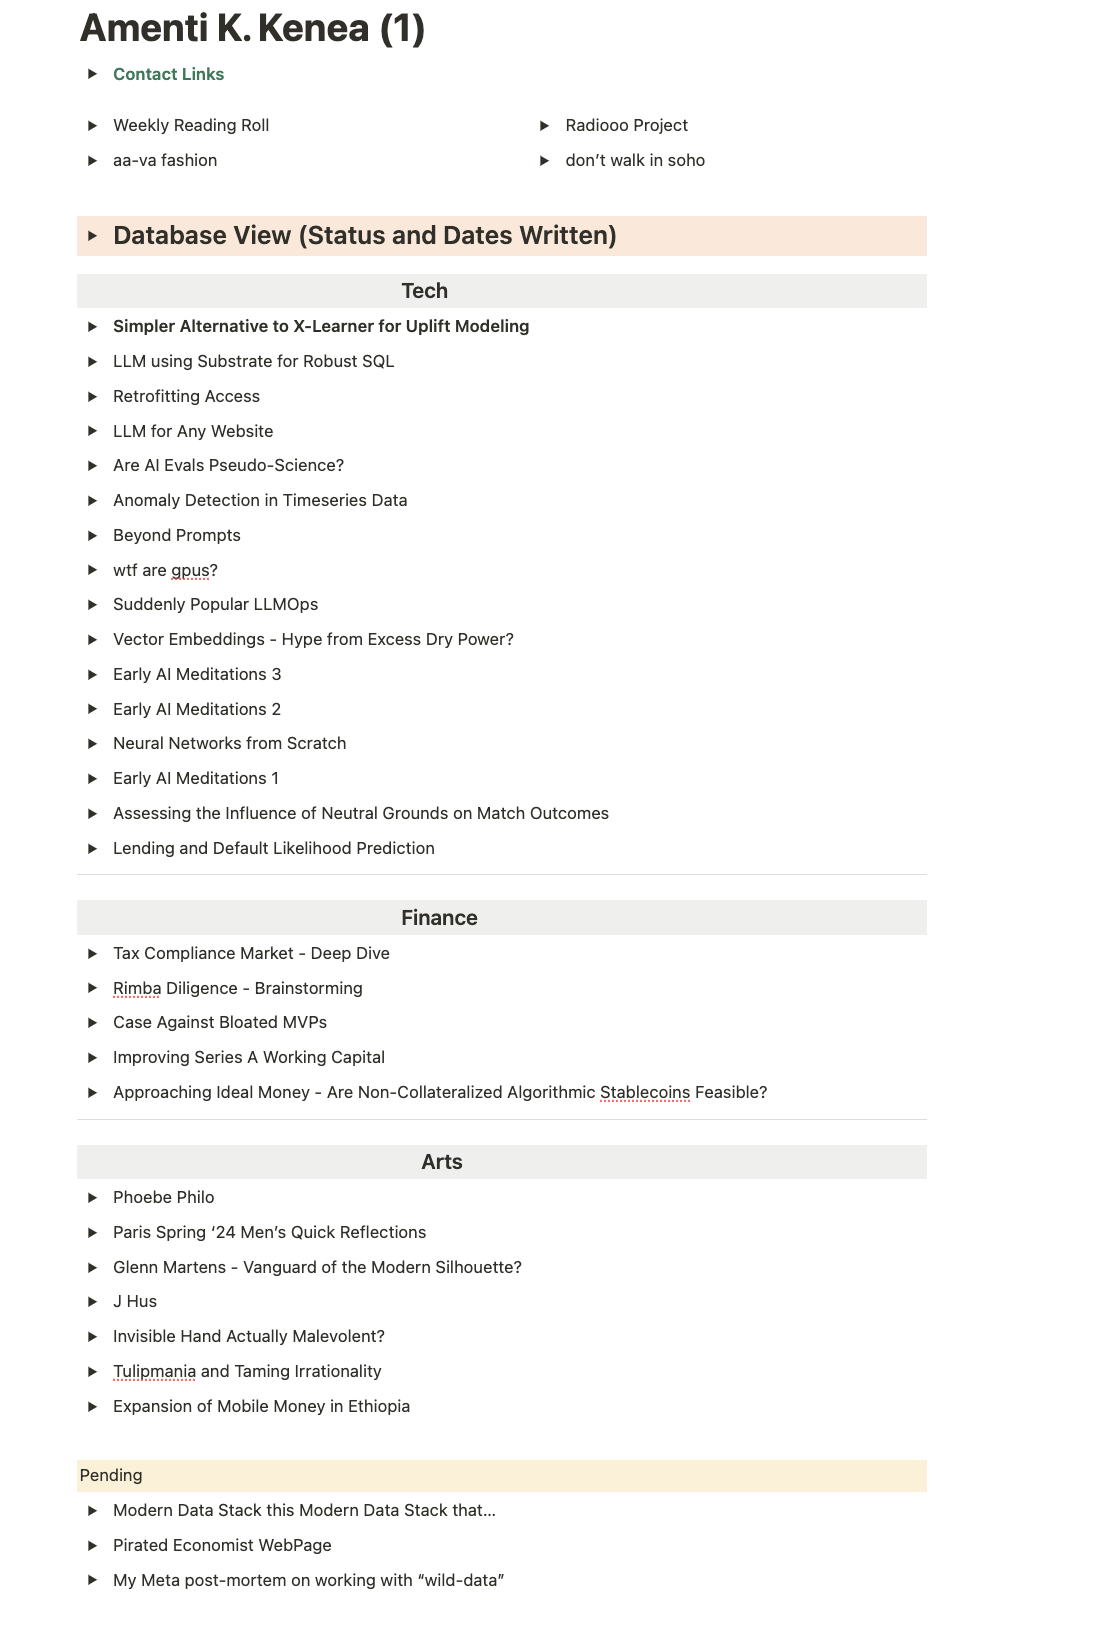 Amenti K. Kenea (1)
Contact Links
Weekly Reading Roll
aa-va fashion
Radiooo Project
don’t walk in soho
Database View (Status and Dates Written)
Tech
Simpler Alternative to X-Learner for Uplift Modeling
LLM using Substrate for Robust SQL
Retrofitting Access
LLM for Any Website
Are AI Evals Pseudo-Science?
Anomaly Detection in Timeseries Data
Beyond Prompts
wtf are gpus?
Suddenly Popular LLMOps
Vector Embeddings - Hype from Excess Dry Power?
Early AI Meditations 3
Early AI Meditations 2
Neural Networks from Scratch
Early AI Meditations 1
Assessing the Influence of Neutral Grounds on Match Outcomes
Lending and Default Likelihood Prediction
Finance
Tax Compliance Market - Deep Dive
Rimba Diligence - Brainstorming
Case Against Bloated MVPs
Improving Series A Working Capital
Approaching Ideal Money - Are Non-Collateralized Algorithmic Stablecoins Feasible?
Arts
Phoebe Philo
Paris Spring ‘24 Men’s Quick Reflections
Glenn Martens - Vanguard of the Modern Silhouette?
J Hus
Invisible Hand Actually Malevolent?
Tulipmania and Taming Irrationality
Expansion of Mobile Money in Ethiopia
Pending
Modern Data Stack this Modern Data Stack that...
Pirated Economist WebPage
My Meta post-mortem on working with “wild-data”